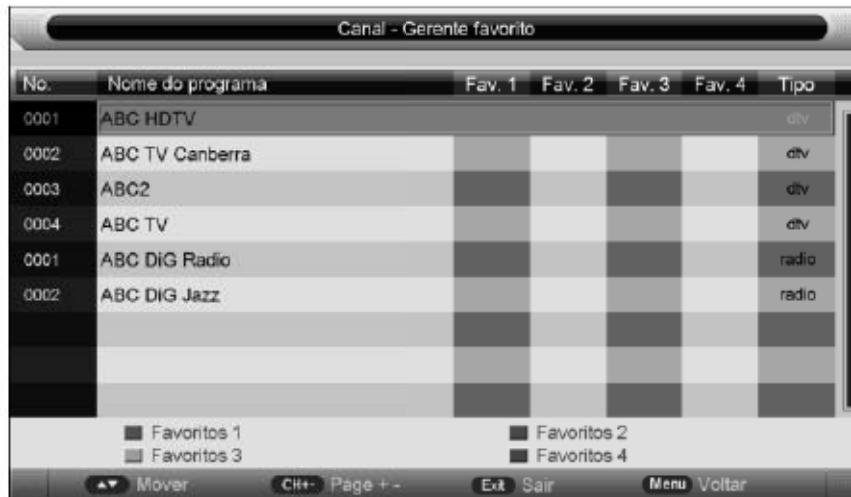 Canal - Gerente favorito
No. Nome do programa Fav. 1 Fav. 2 Fav. 3 Fav. 4 Tipo
0001 ABC HDTV dtv
0002 ABC TV Canberra dtv
0003 ABC2 dtv
0004 ABC TV dtv
0001 ABC DiG Radio radio
0002 ABC DiG Jazz radio
Favoritos 1 Favoritos 2
Favoritos 3 Favoritos 4
Mover CH+- Page + - Exit Sair Menu Voltar